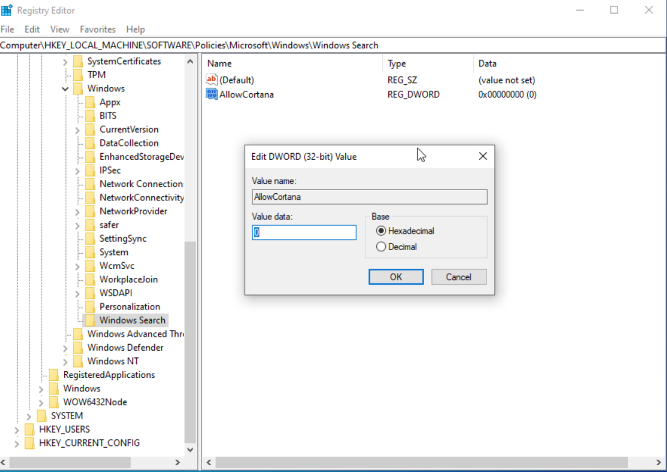 Registry Editor
File Edit View Favorites Help
Computer\HKEY_LOCAL_MACHINE\SOFTWARE\Policies\Microsoft\Windows\Windows Search
SystemCertificates
TPM
Windows
Appx
BITS
CurrentVersion
DataCollection
EnhancedStorageDev
IPSec
Network Connection
NetworkConnectivity
NetworkProvider
safer
SettingSync
System
WcmSvc
WorkplaceJoin
WSDAPI
Personalization
Windows Search
Windows Advanced Thr
Windows Defender
Windows NT
RegisteredApplications
Windows
WOW6432Node
SYSTEM
HKEY_USERS
HKEY_CURRENT_CONFIG
Name Type Data
ab (Default) REG_SZ (value not set)
AllowCortana REG_DWORD 0x00000000 (0)
Edit DWORD (32-bit) Value
Value name:
AllowCortana
Value data:
0
Base
Hexadecimal
Decimal
OK Cancel